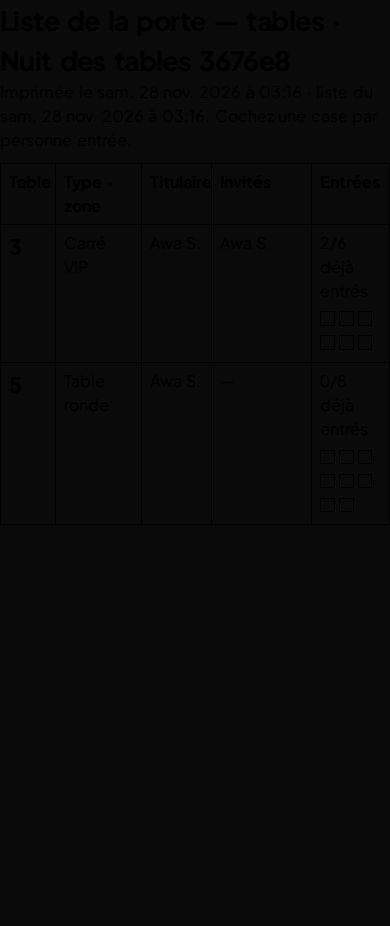 Liste de la porte — tables ·
Nuit des tables 3676e8
Imprimée le sam. 28 nov. 2026 à 03:16 · liste du
sam. 28 nov. 2026 à 03:16. Cochez une case par
personne entrée.
Table Type · Titulaire Invités Entrées
zone
3 Carré Awa S. Awa S. 2/6
VIP déjà
entrés
5 Table Awa S. — 0/8
ronde déjà
entrés